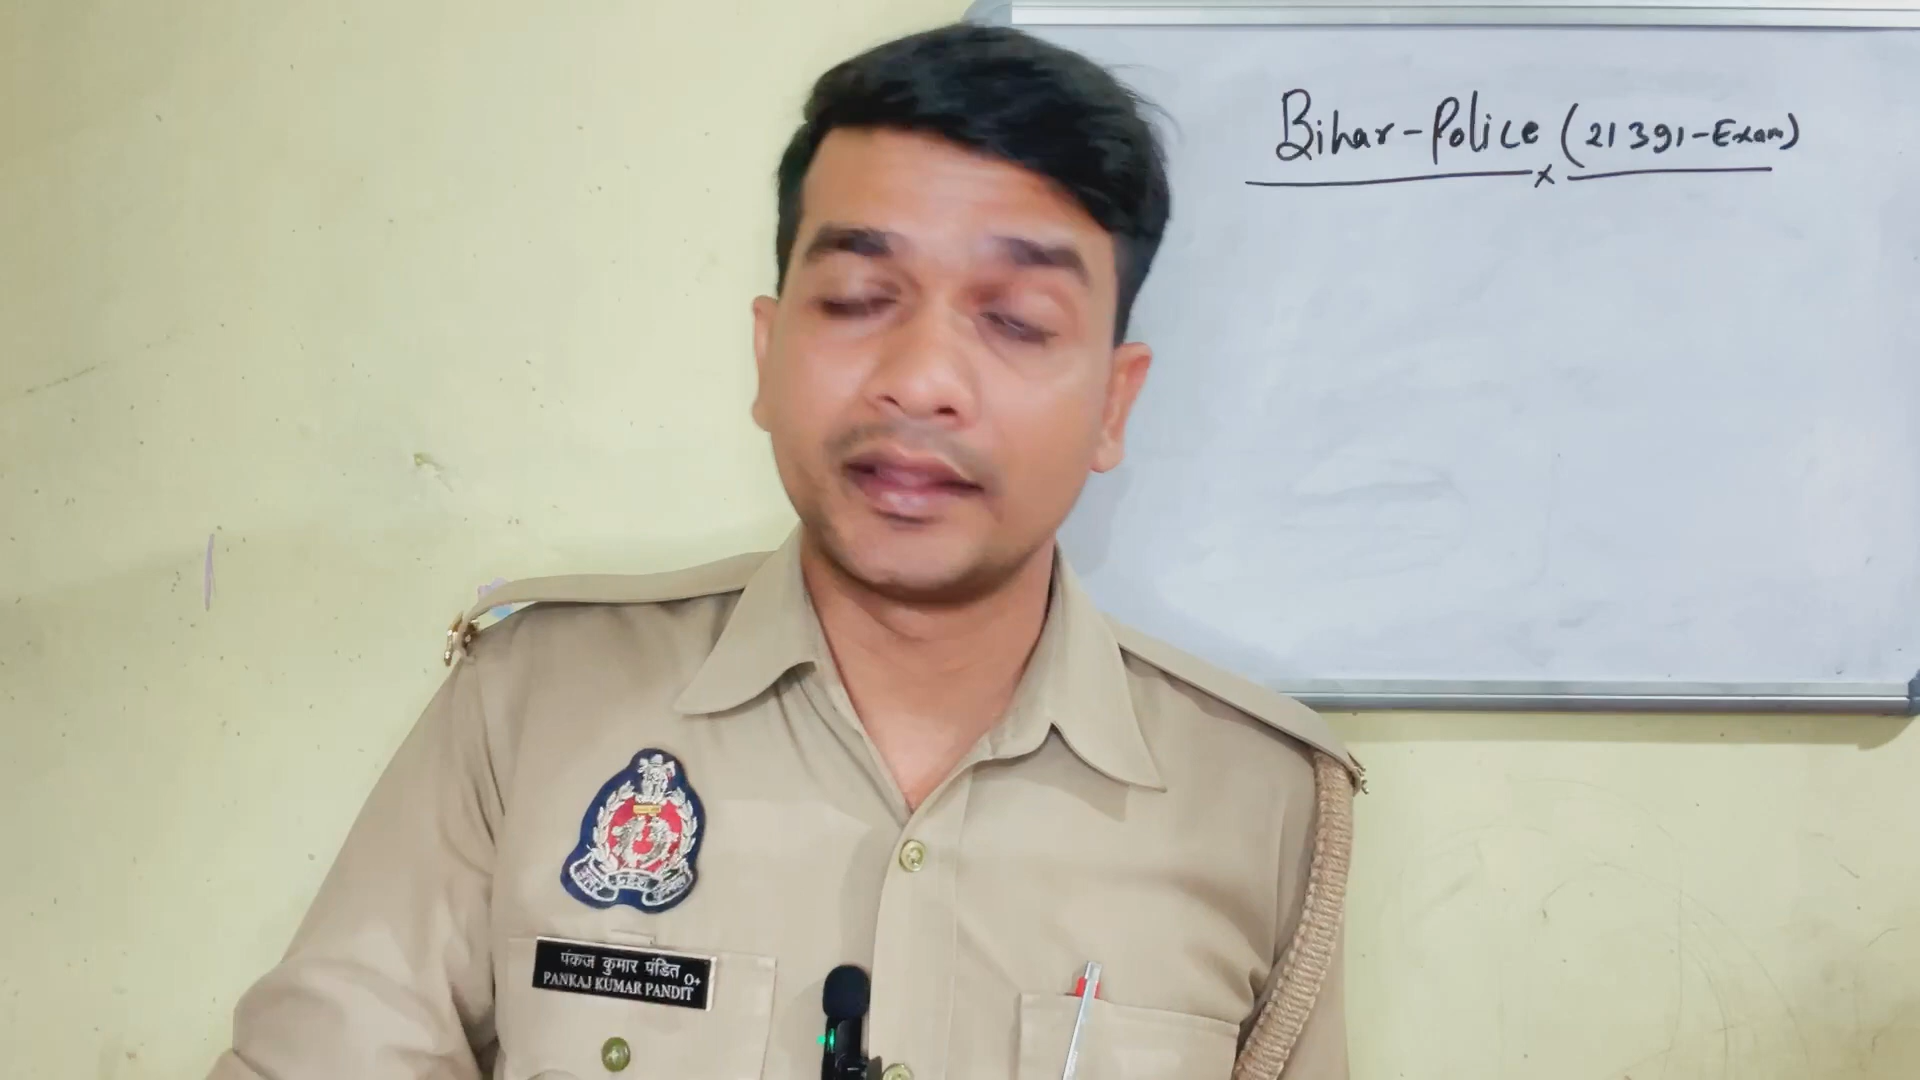 Bihar-Police (21391-Exam)
पंकज कुमार पंडित
PANKAJ KUMAR PANDIT O+